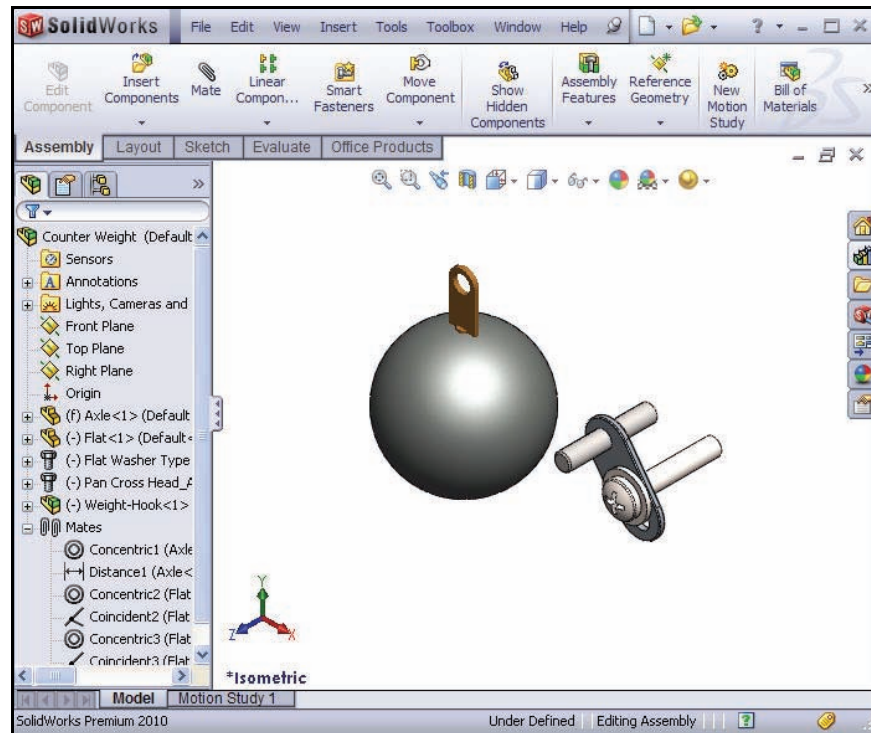 SolidWorks File Edit View Insert Tools Toolbox Window Help
Edit Component
Insert Components
Mate
Linear Compon...
Smart Fasteners
Move Component
Show Hidden Components
Assembly Features
Reference Geometry
New Motion Study
Bill of Materials
Assembly Layout Sketch Evaluate Office Products
Counter Weight (Default
Sensors
Annotations
Lights, Cameras and
Front Plane
Top Plane
Right Plane
Origin
(f) Axle<1> (Default
(-) Flat<1> (Default<
(-) Flat Washer Type
(-) Pan Cross Head_A
(-) Weight-Hook<1>
Mates
Concentric1 (Axle
Distance1 (Axle<
Concentric2 (Flat
Coincident2 (Flat
Concentric3 (Flat
Coincident3 (Flat
Y
Z X
*Isometric
Model Motion Study 1
SolidWorks Premium 2010 Under Defined Editing Assembly